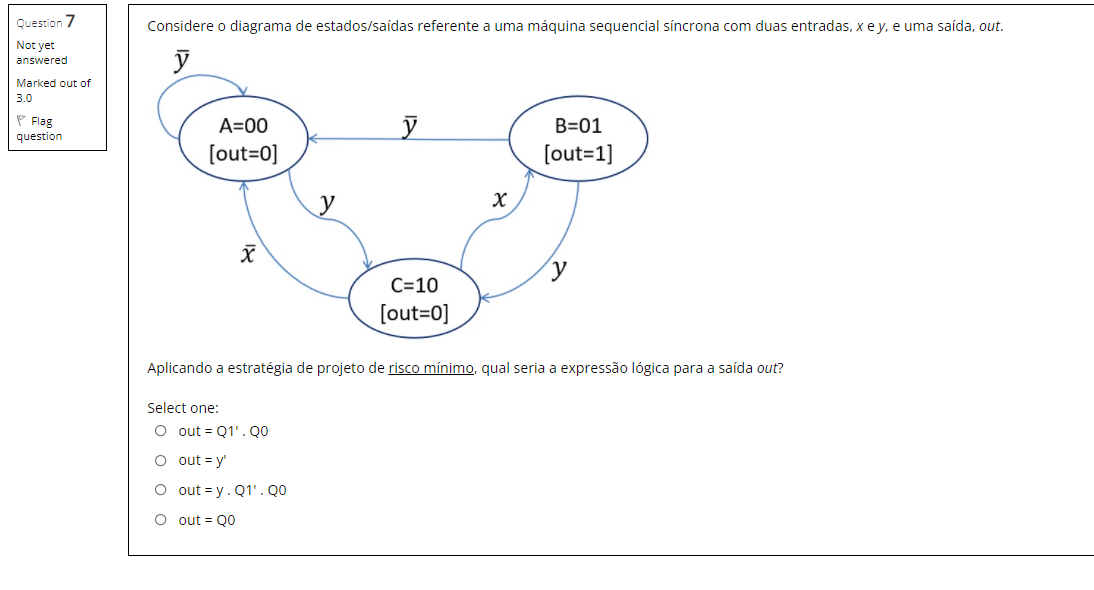 Question 7
Not yet
answered
Marked out of
3.0
Flag
question
Considere o diagrama de estados/saídas referente a uma máquina sequencial síncrona com duas entradas, x e y, e uma saída, out.
y̅
A=00
[out=0]
y̅
B=01
[out=1]
y
x
x̅
y
C=10
[out=0]
Aplicando a estratégia de projeto de risco mínimo, qual seria a expressão lógica para a saída out?
Select one:
out = Q1' . Q0
out = y'
out = y . Q1' . Q0
out = Q0